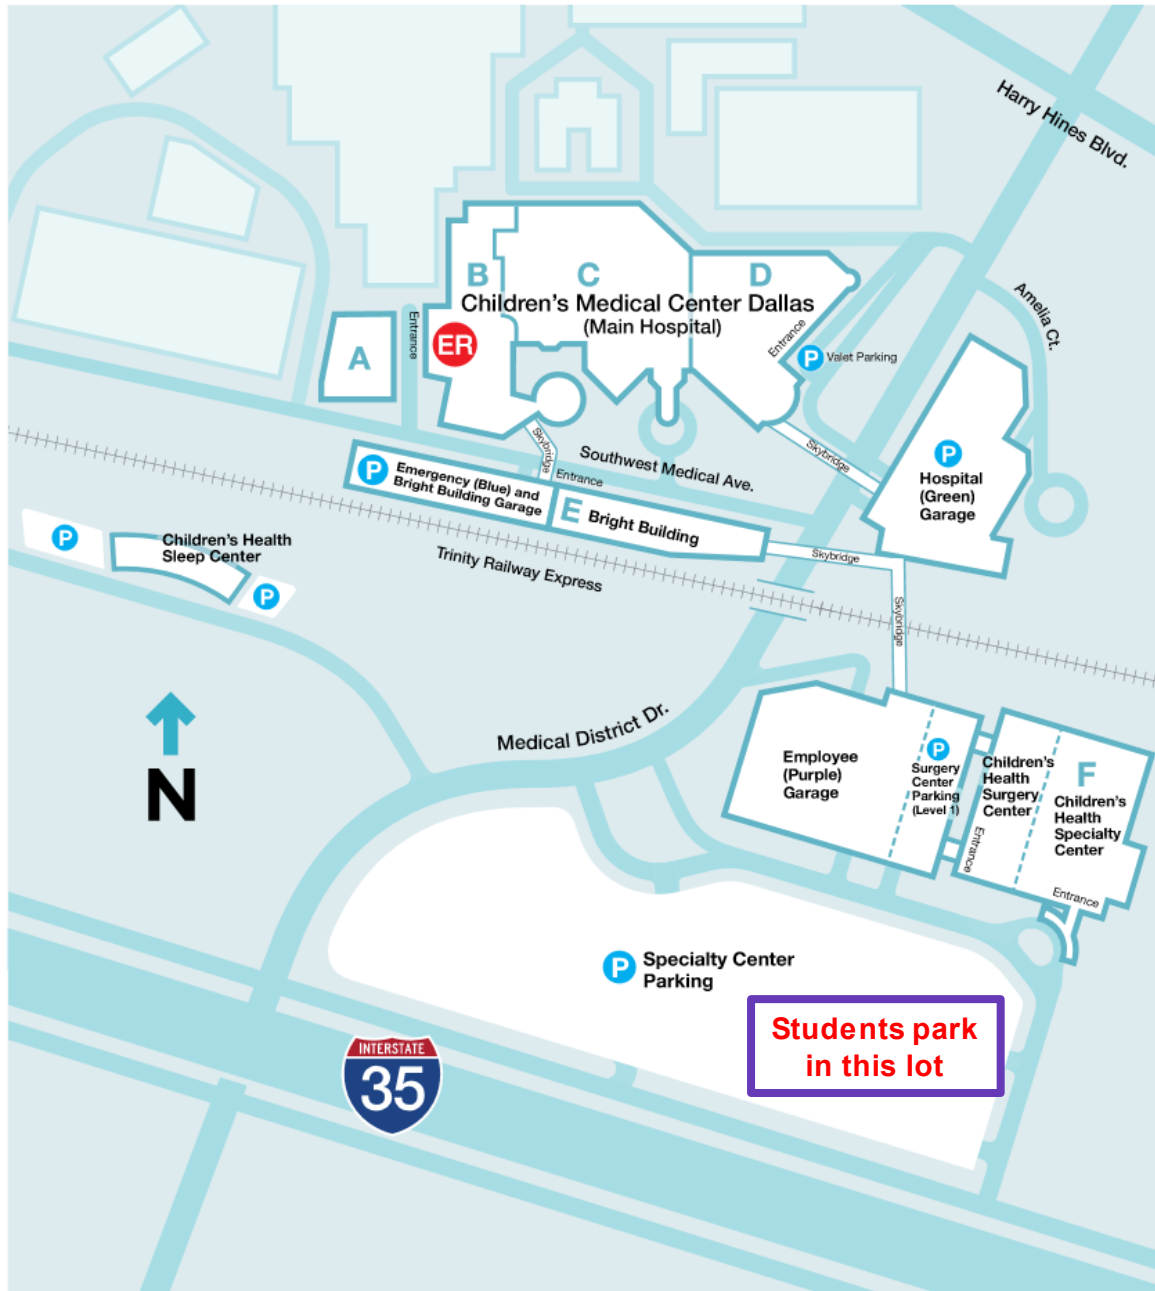 Harry Hines Blvd.
Amelia Ct.
B
C
D
Children's Medical Center Dallas
(Main Hospital)
Entrance
ER
A
Entrance
P
Valet Parking
Skybridge
Skybridge
Southwest Medical Ave.
Entrance
P
Hospital
(Green)
Garage
P
Emergency (Blue) and
Bright Building Garage
E
Bright Building
Skybridge
Skybridge
Trinity Railway Express
P
Children's Health
Sleep Center
P
N
Medical District Dr.
Employee
(Purple)
Garage
P
Surgery
Center
Parking
(Level 1)
Children's
Health
Surgery
Center
Entrance
F
Children's
Health
Specialty
Center
Entrance
P
Specialty Center
Parking
Students park
in this lot
INTERSTATE
35